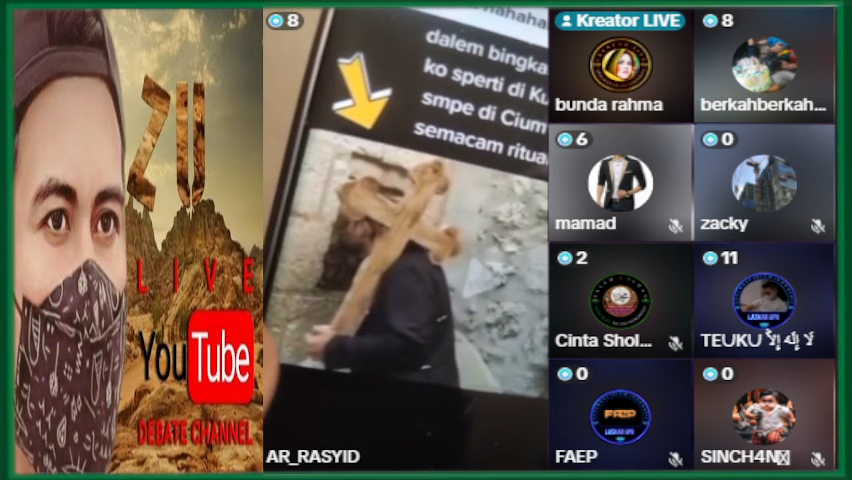 ZU
LIVE
YouTube
DEBATE CHANNEL
8
hahaha
dalem bingka
ko sperti di Ku
smpe di Cium
semacam ritua
AR_RASYID
Kreator LIVE
bunda rahma
8
berkahberkah...
6
mamad
0
zacky
2
Cinta Shol...
11
TEUKU
0
FAEP
0
SINCH4N